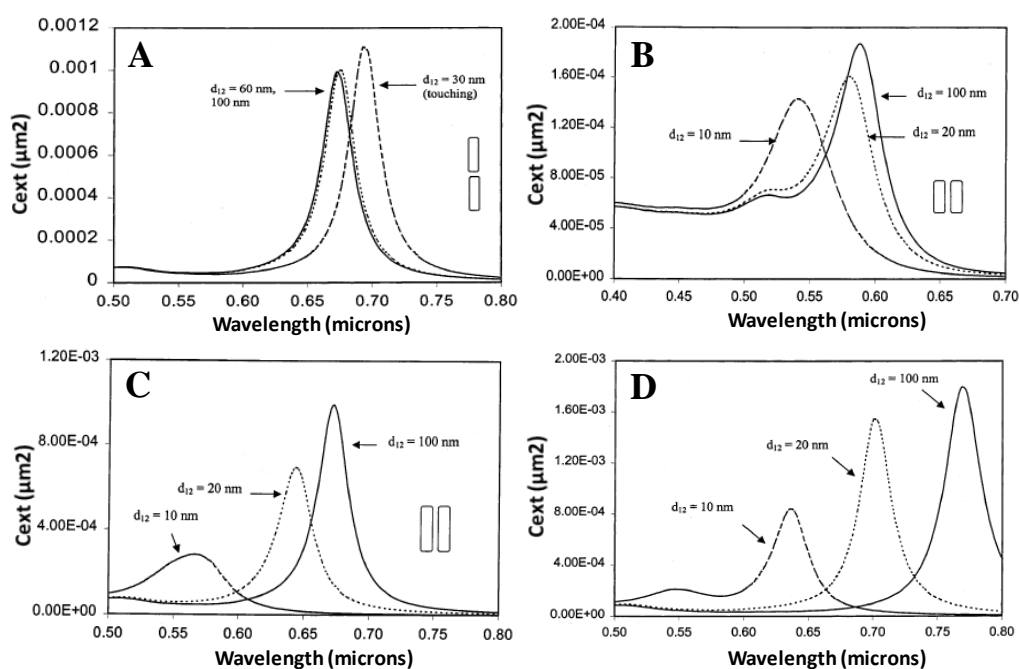 A
Cext (µm2)
0.0012
0.001
0.0008
0.0006
0.0004
0.0002
0
d12 = 60 nm,
100 nm
d12 = 30 nm
(touching)
0.50 0.55 0.60 0.65 0.70 0.75 0.80
Wavelength (microns)
B
Cext (µm2)
2.00E-04
1.60E-04
1.20E-04
8.00E-05
4.00E-05
0.00E+00
d12 = 100 nm
d12 = 10 nm
d12 = 20 nm
0.40 0.45 0.50 0.55 0.60 0.65 0.70
Wavelength (microns)
C
Cext (µm2)
1.20E-03
8.00E-04
4.00E-04
0.00E+00
d12 = 100 nm
d12 = 20 nm
d12 = 10 nm
0.50 0.55 0.60 0.65 0.70 0.75 0.80
Wavelength (microns)
D
Cext (µm2)
2.00E-03
1.60E-03
1.20E-03
8.00E-04
4.00E-04
0.00E+00
d12 = 100 nm
d12 = 20 nm
d12 = 10 nm
0.50 0.55 0.60 0.65 0.70 0.75 0.80
Wavelength (microns)